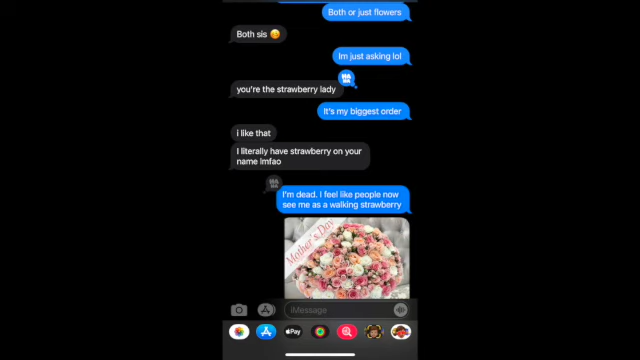 Both or just flowers
Both sis 🥰
Im just asking lol
HA HA
you're the strawberry lady
It's my biggest order
i like that
I literally have strawberry on your
name lmfao
HA HA
I'm dead. I feel like people now
see me as a walking strawberry
Mother's Day
iMessage
Pay